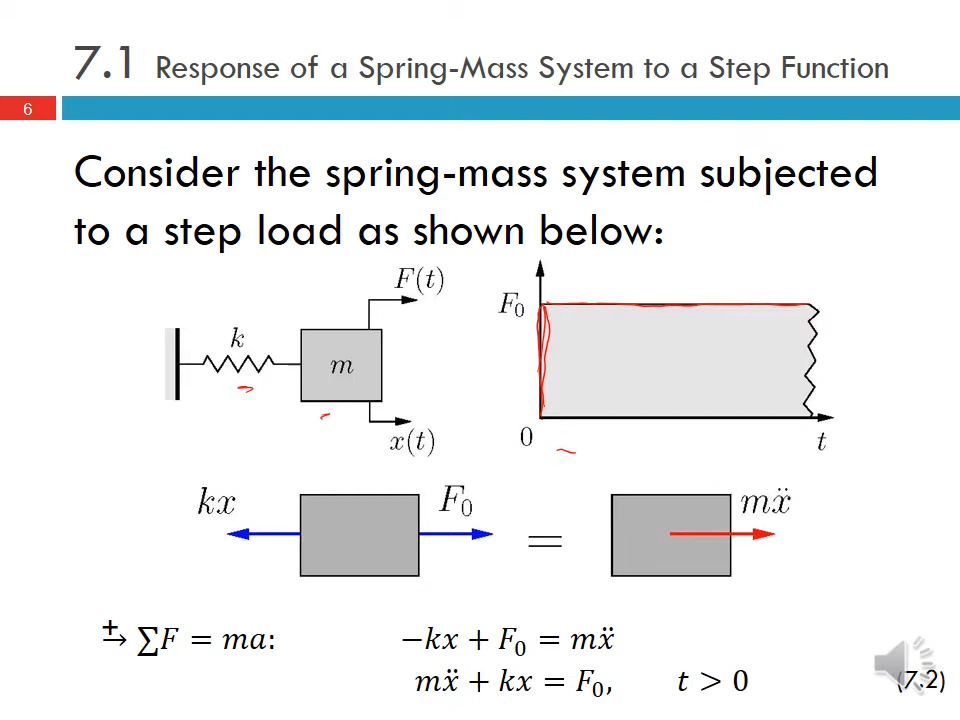 7.1 Response of a Spring-Mass System to a Step Function
6
Consider the spring-mass system subjected
to a step load as shown below:
F(t)
k
m
x(t)
F₀
0
t
kx
F₀
=
mẍ
+→ ∑F = ma: −kx + F₀ = mẍ
mẍ + kx = F₀, t > 0 (7.2)